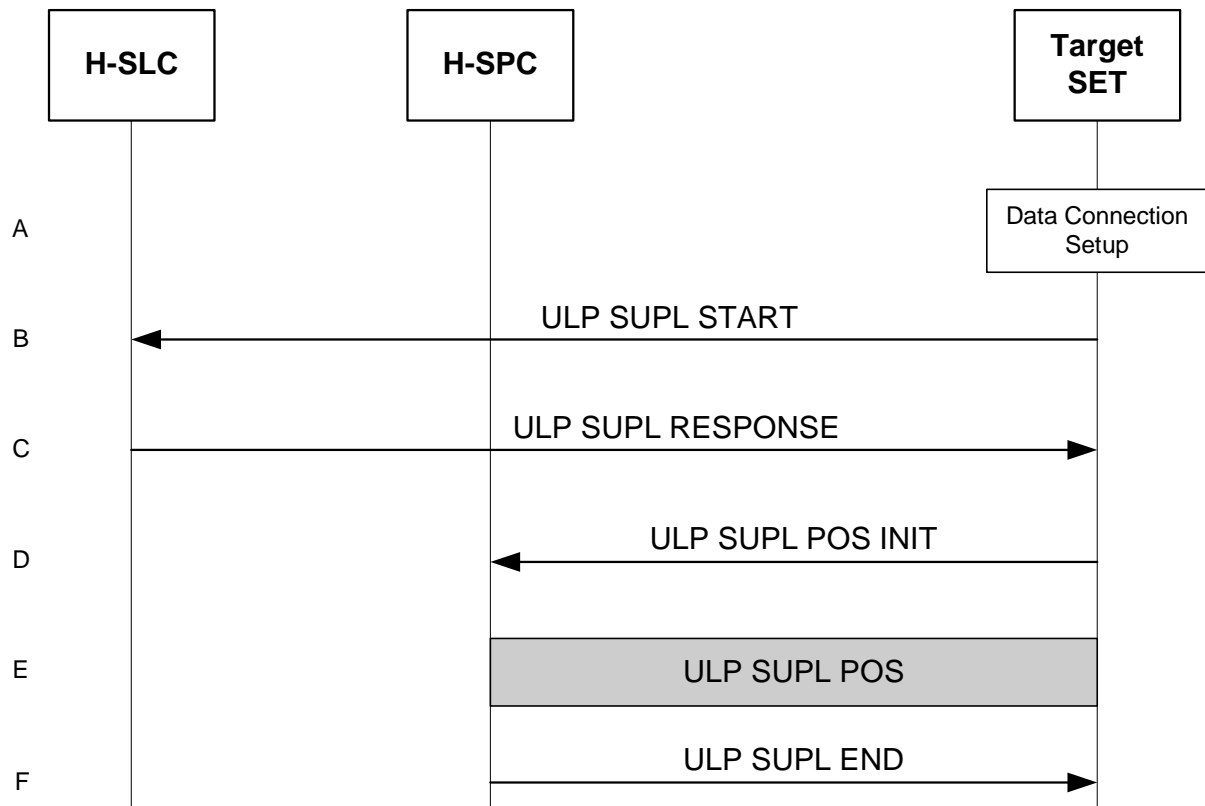 H-SLC
H-SPC
Target
SET
A
Data Connection
Setup
B
ULP SUPL START
C
ULP SUPL RESPONSE
D
ULP SUPL POS INIT
E
ULP SUPL POS
F
ULP SUPL END